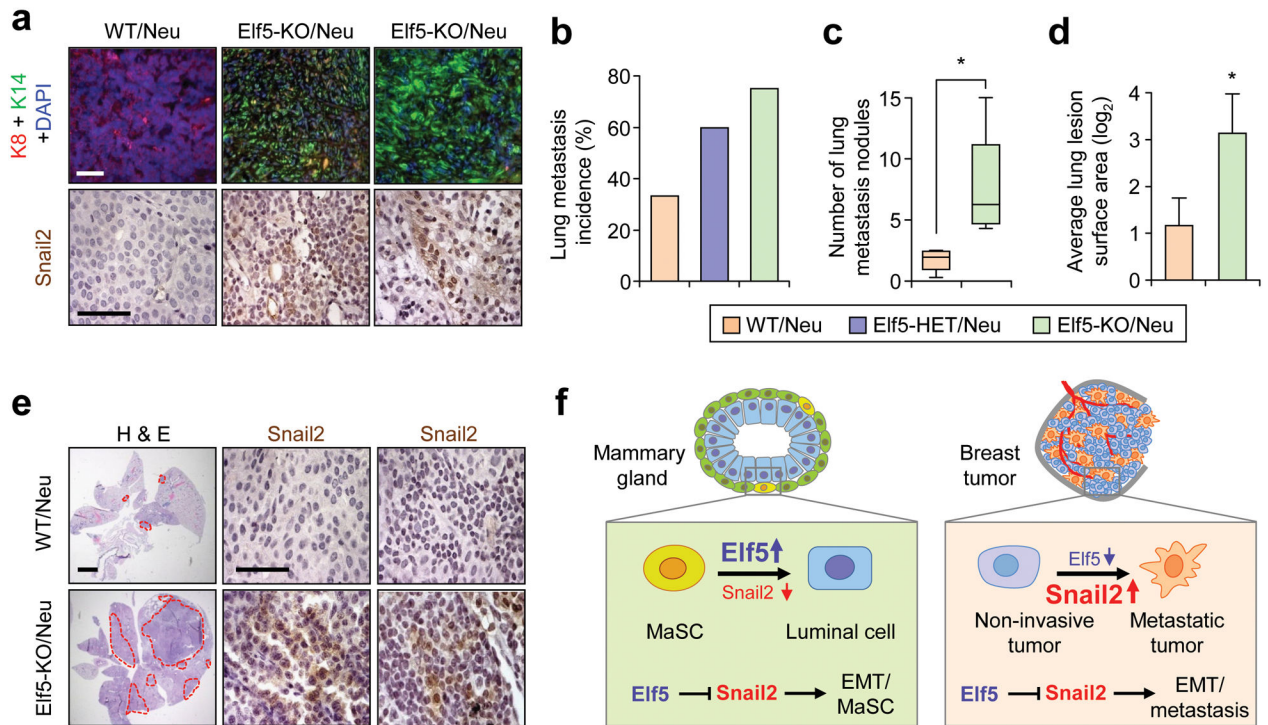 a
WT/Neu
Elf5-KO/Neu
Elf5-KO/Neu
K8 + K14
+DAPI
Snail2
b
Lung metastasis
incidence (%)
80
60
40
20
0
c
Number of lung
metastasis nodules
15
10
5
0
*
d
Average lung lesion
surface area (log2)
4
3
2
1
0
*
WT/Neu
Elf5-HET/Neu
Elf5-KO/Neu
e
H & E
Snail2
Snail2
WT/Neu
Elf5-KO/Neu
f
Mammary
gland
Elf5
Snail2
MaSC
Luminal cell
Elf5
Snail2
EMT/
MaSC
Breast
tumor
Elf5
Snail2
Non-invasive
tumor
Metastatic
tumor
Elf5
Snail2
EMT/
metastasis